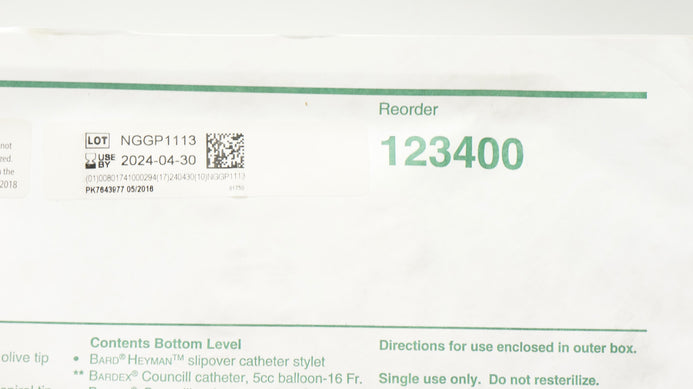 Reorder
123400
not
zed.
the
2018
LOT NGGP1113
USE BY 2024-04-30
(01)00801741000294(17)240430(10)NGGP1113
PK7643977 05/2016
Contents Bottom Level
olive tip
• BARD® HEYMAN™ slipover catheter stylet
** BARDEX® Councill catheter, 5cc balloon-16 Fr.
Directions for use enclosed in outer box.
Single use only. Do not resterilize.